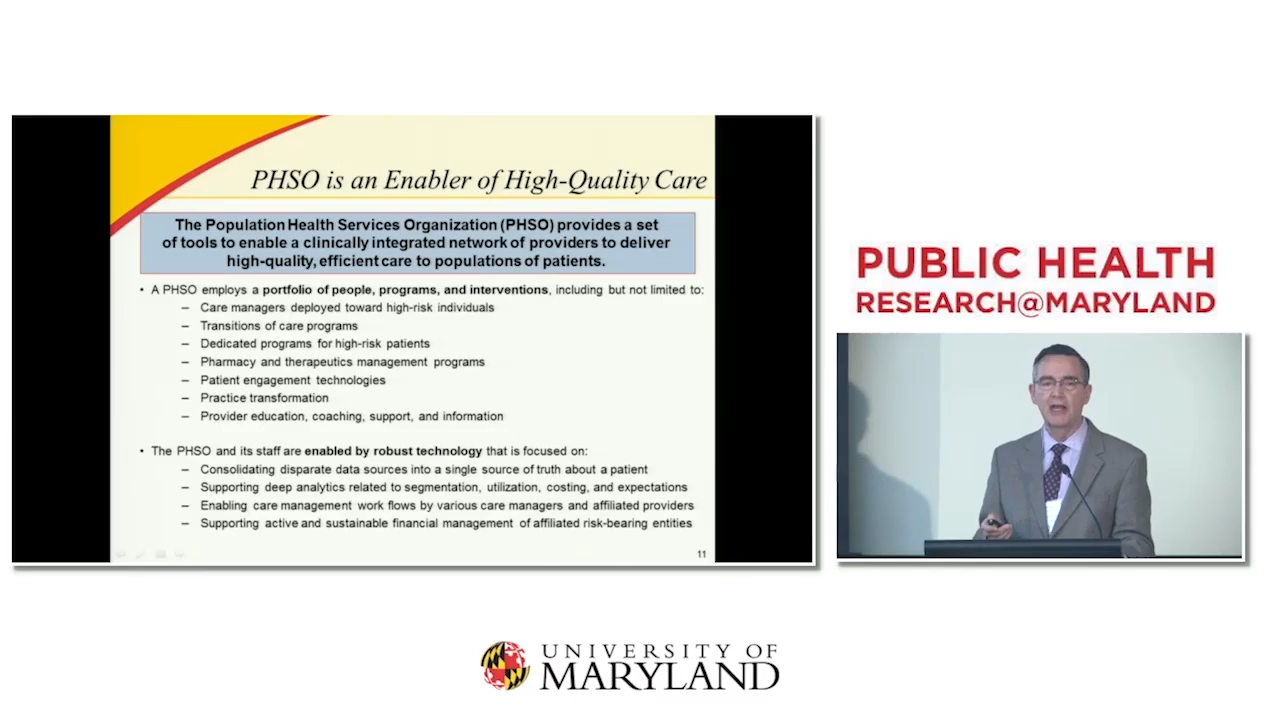 PHSO is an Enabler of High-Quality Care
The Population Health Services Organization (PHSO) provides a set
of tools to enable a clinically integrated network of providers to deliver
high-quality, efficient care to populations of patients.
• A PHSO employs a portfolio of people, programs, and interventions, including but not limited to:
– Care managers deployed toward high-risk individuals
– Transitions of care programs
– Dedicated programs for high-risk patients
– Pharmacy and therapeutics management programs
– Patient engagement technologies
– Practice transformation
– Provider education, coaching, support, and information
• The PHSO and its staff are enabled by robust technology that is focused on:
– Consolidating disparate data sources into a single source of truth about a patient
– Supporting deep analytics related to segmentation, utilization, costing, and expectations
– Enabling care management work flows by various care managers and affiliated providers
– Supporting active and sustainable financial management of affiliated risk-bearing entities
11
PUBLIC HEALTH
RESEARCH@MARYLAND
UNIVERSITY OF
MARYLAND